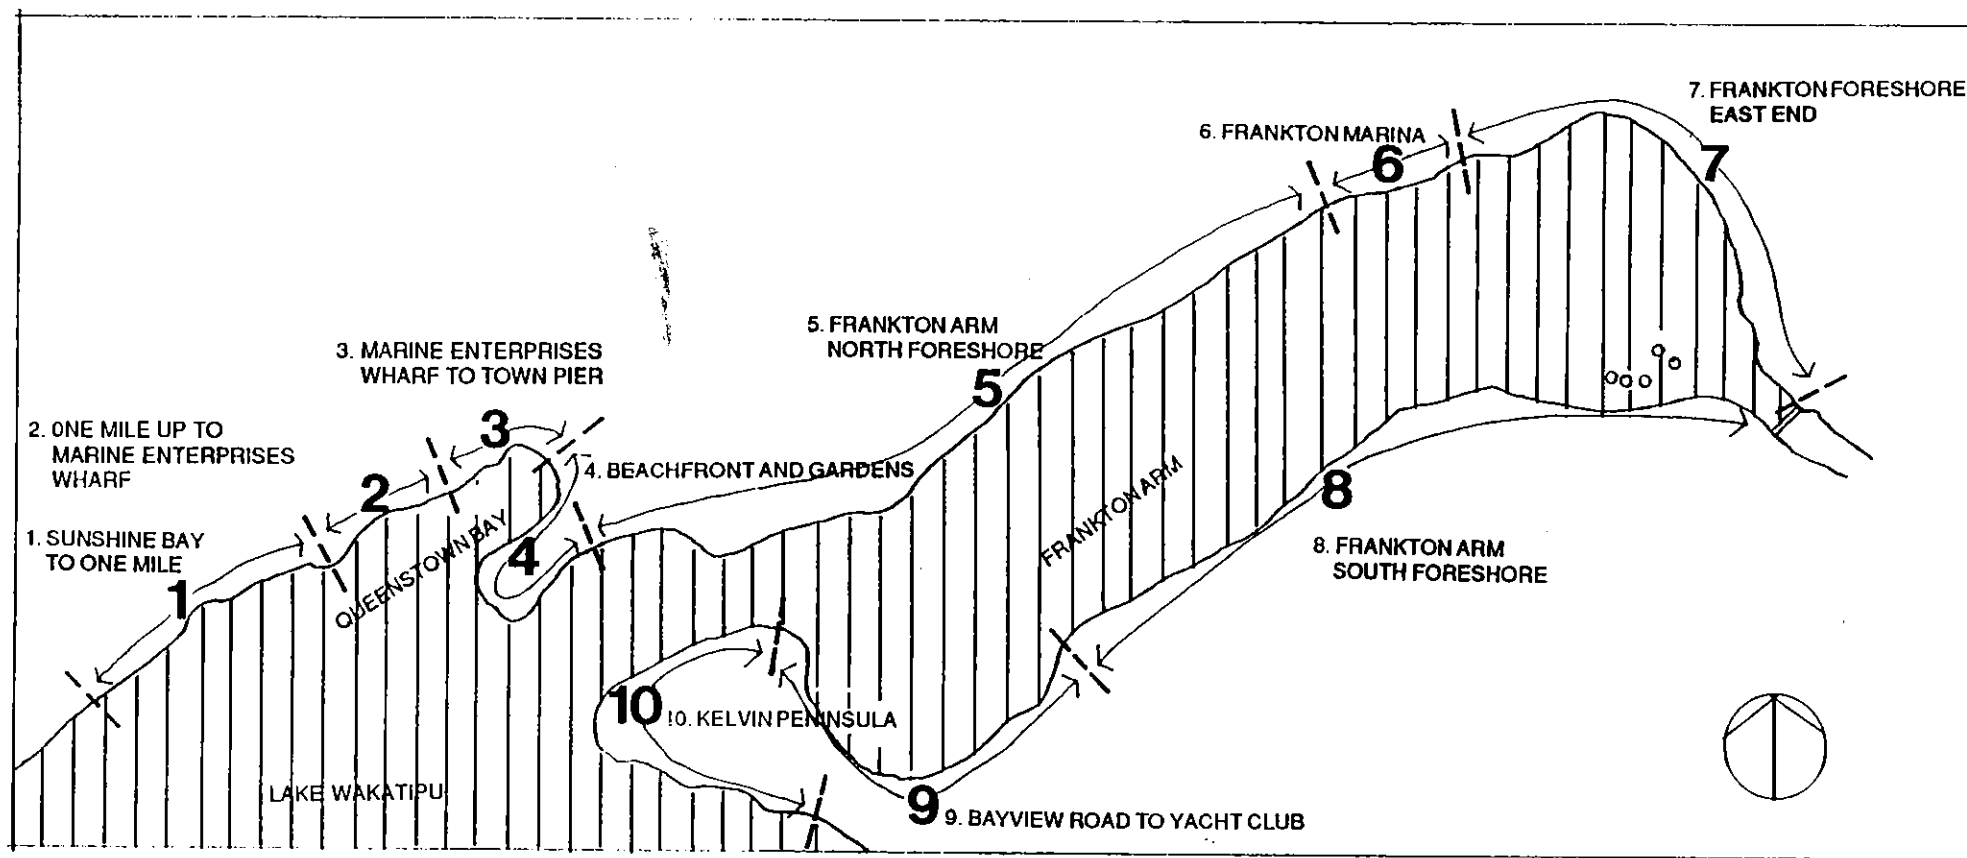 7. FRANKTON FORESHORE
EAST END
6. FRANKTON MARINA
6
7
5. FRANKTON ARM
NORTH FORESHORE
5
3. MARINE ENTERPRISES
WHARF TO TOWN PIER
3
2. ONE MILE UP TO
MARINE ENTERPRISES
WHARF
2
4. BEACHFRONT AND GARDENS
4
1. SUNSHINE BAY
TO ONE MILE
1
QUEENSTOWN BAY
FRANKTON ARM
8
8. FRANKTON ARM
SOUTH FORESHORE
10
10. KELVIN PENINSULA
LAKE WAKATIPU
9
9. BAYVIEW ROAD TO YACHT CLUB